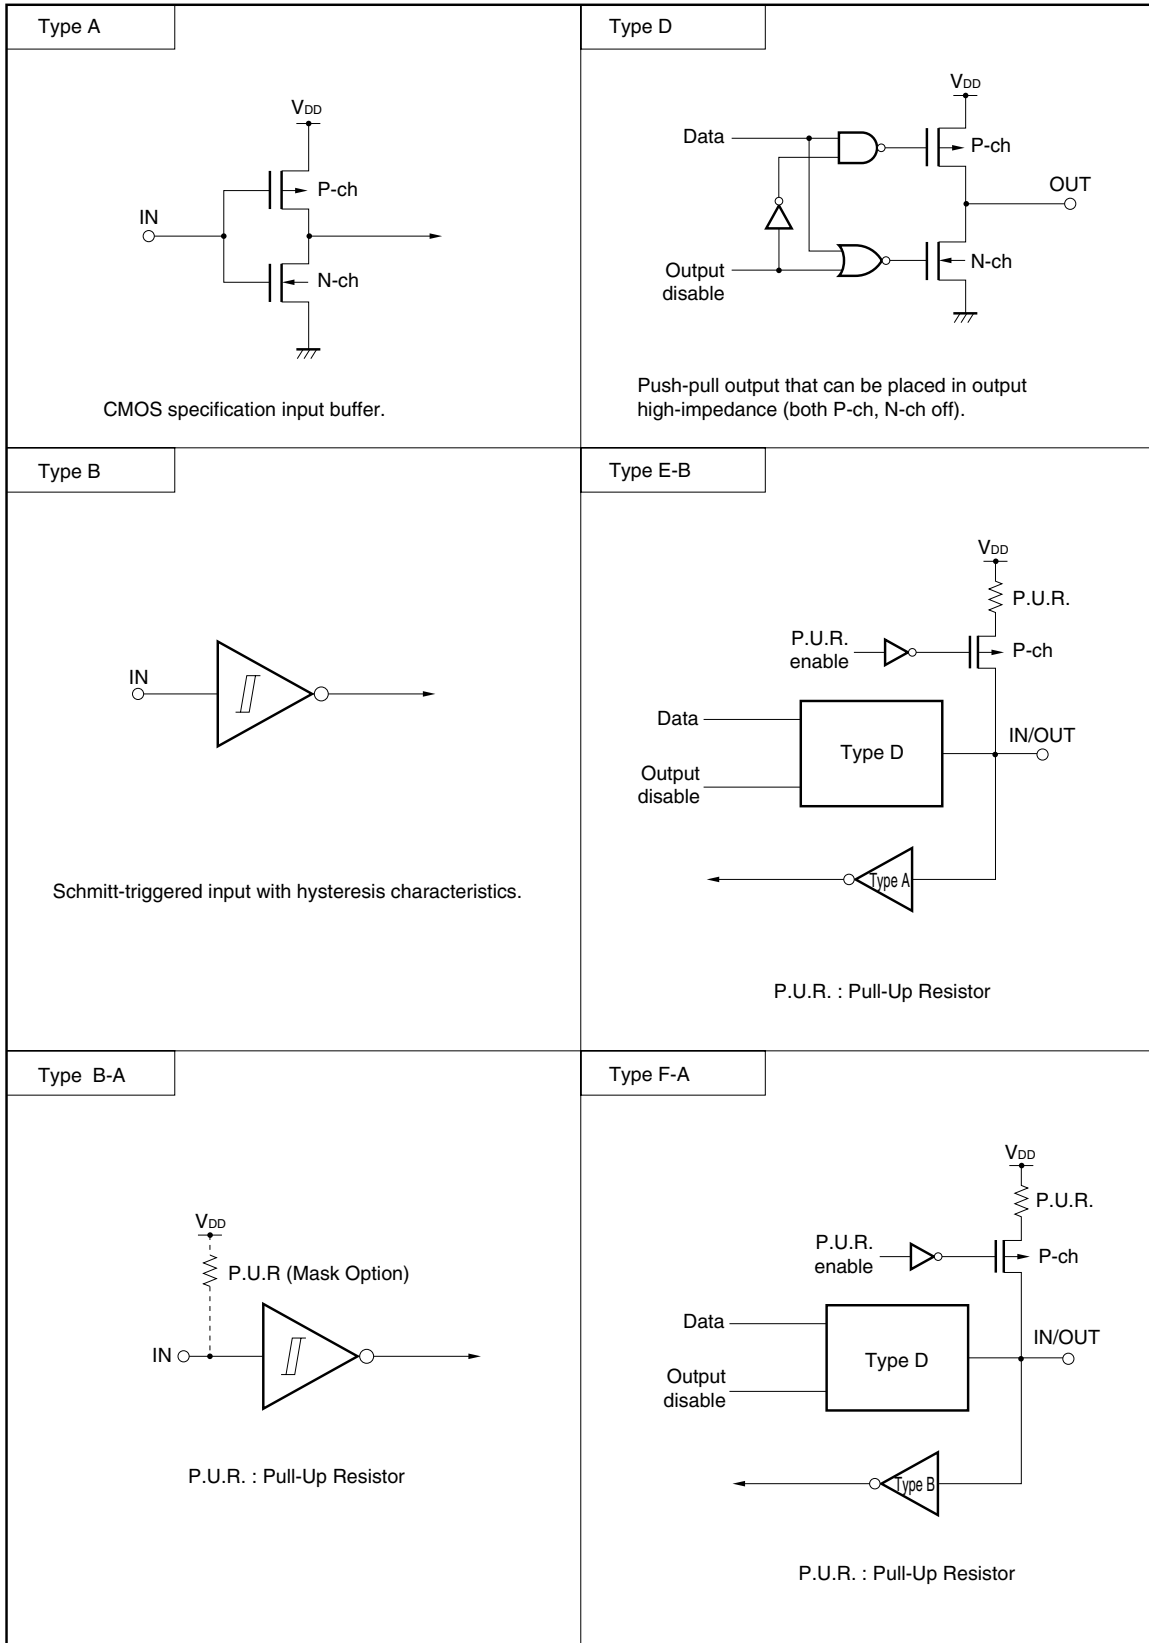 Type A
VDD
P-ch
IN
N-ch
CMOS specification input buffer.
Type D
VDD
Data
P-ch
OUT
Output
disable
N-ch
Push-pull output that can be placed in output
high-impedance (both P-ch, N-ch off).
Type B
IN
Schmitt-triggered input with hysteresis characteristics.
Type E-B
VDD
P.U.R.
P.U.R.
enable
P-ch
Data
IN/OUT
Type D
Output
disable
Type A
P.U.R. : Pull-Up Resistor
Type B-A
VDD
P.U.R (Mask Option)
IN
P.U.R. : Pull-Up Resistor
Type F-A
VDD
P.U.R.
P.U.R.
enable
P-ch
Data
IN/OUT
Type D
Output
disable
Type B
P.U.R. : Pull-Up Resistor